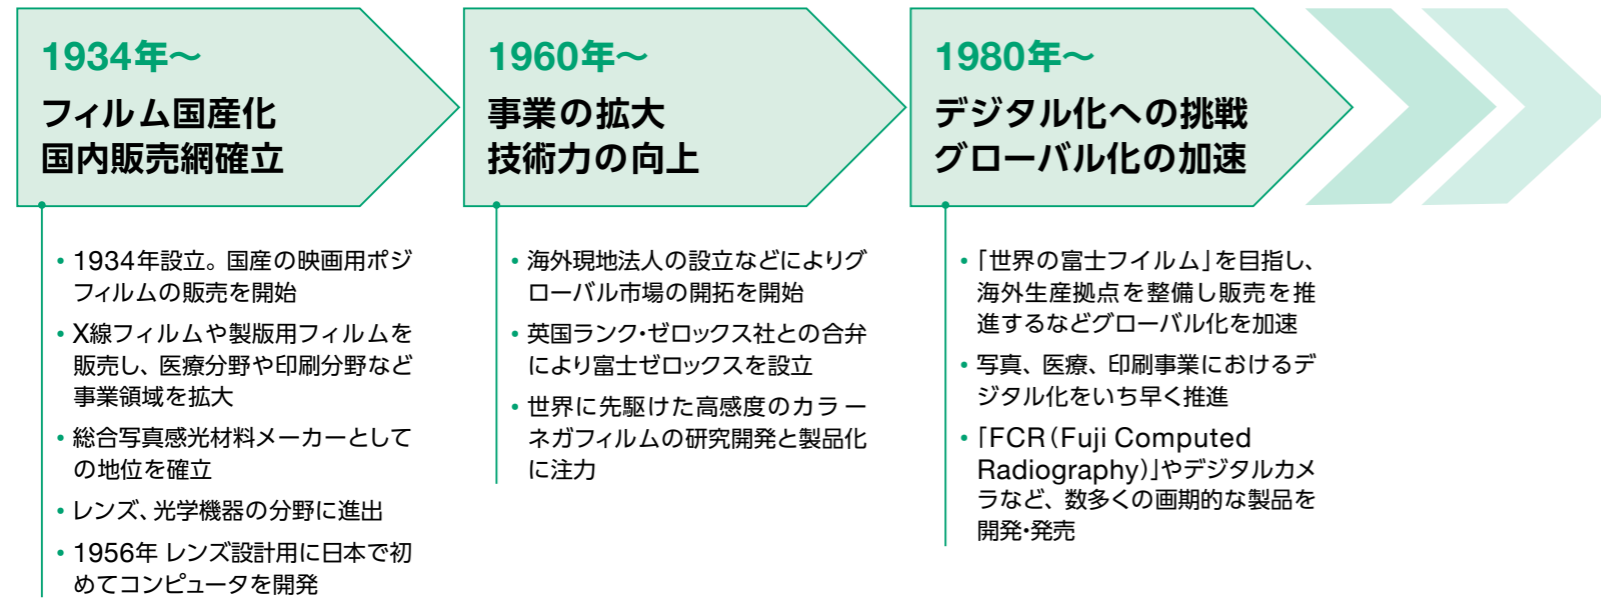 1934年～
フィルム国産化
国内販売網確立
• 1934年設立。国産の映画用ポジ
フィルムの販売を開始
• X線フィルムや製版用フィルムを
販売し、医療分野や印刷分野など
事業領域を拡大
• 総合写真感光材料メーカーとして
の地位を確立
• レンズ、光学機器の分野に進出
• 1956年 レンズ設計用に日本で初
めてコンピュータを開発
1960年～
事業の拡大
技術力の向上
• 海外現地法人の設立などによりグ
ローバル市場の開拓を開始
• 英国ランク・ゼロックス社との合弁
により富士ゼロックスを設立
• 世界に先駆けた高感度のカラー
ネガフィルムの研究開発と製品化
に注力
1980年～
デジタル化への挑戦
グローバル化の加速
• 「世界の富士フイルム」を目指し、
海外生産拠点を整備し販売を推
進するなどグローバル化を加速
• 写真、医療、印刷事業におけるデ
ジタル化をいち早く推進
• 「FCR（Fuji Computed
Radiography）」やデジタルカメ
ラなど、数多くの画期的な製品を
開発・発売